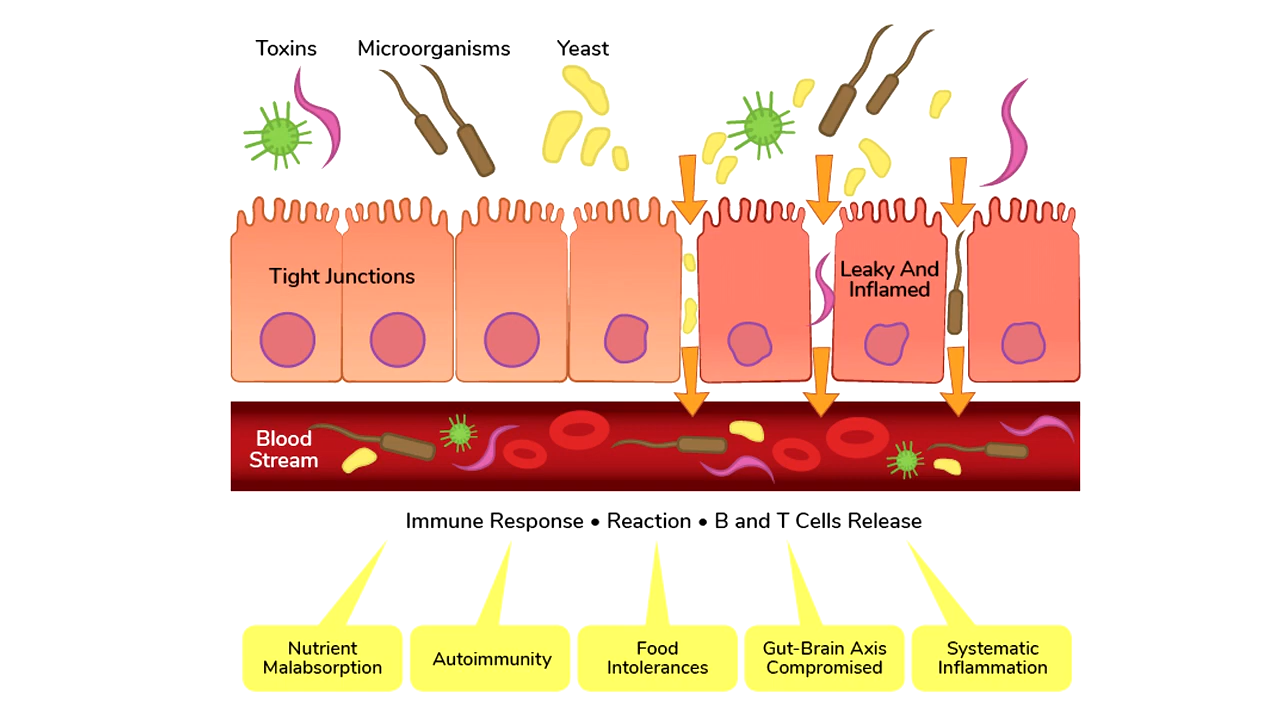 Toxins Microorganisms Yeast
Tight Junctions
Leaky And
Inflamed
Blood
Stream
Immune Response • Reaction • B and T Cells Release
Nutrient
Malabsorption
Autoimmunity
Food
Intolerances
Gut-Brain Axis
Compromised
Systematic
Inflammation